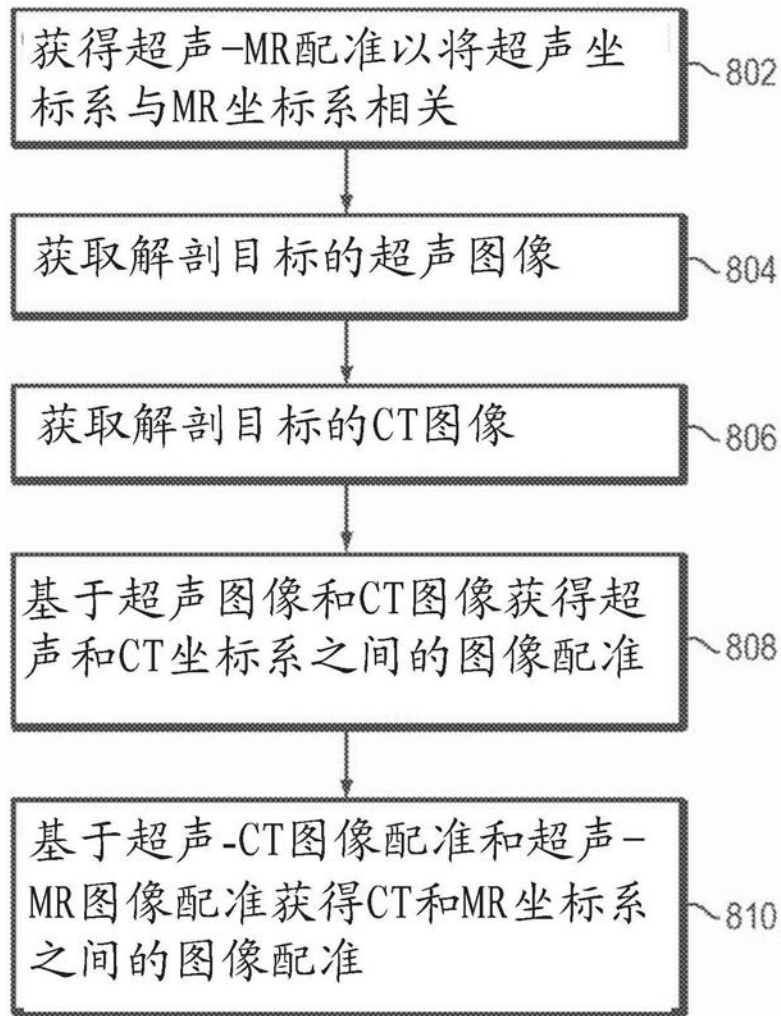 获得超声-MR配准以将超声坐
标系与MR坐标系相关
802
获取解剖目标的超声图像
804
获取解剖目标的CT图像
806
基于超声图像和CT图像获得超
声和CT坐标系之间的图像配准
808
基于超声-CT图像配准和超声-
MR图像配准获得CT和MR坐标系
之间的图像配准
810